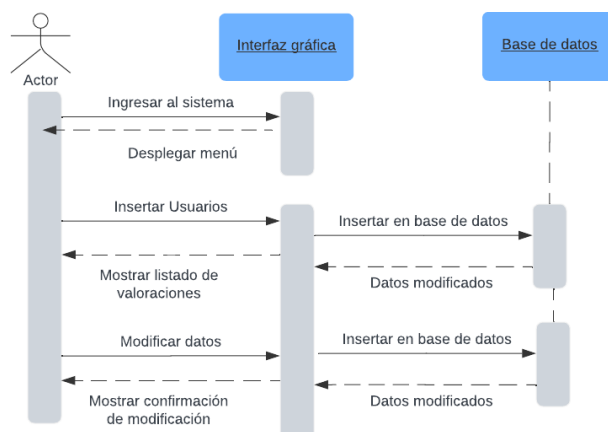 Interfaz gráfica
Base de datos
Actor
Ingresar al sistema
Desplegar menú
Insertar Usuarios
Insertar en base de datos
Mostrar listado de
valoraciones
Datos modificados
Modificar datos
Insertar en base de datos
Mostrar confirmación
de modificación
Datos modificados